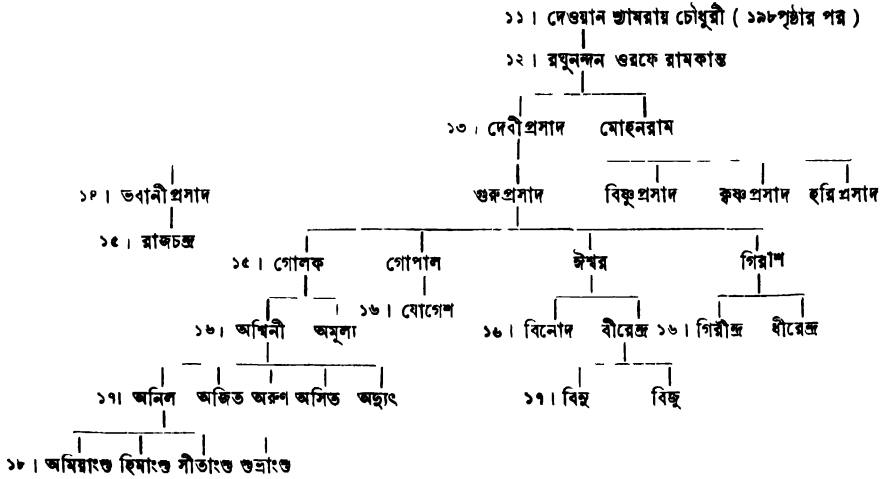 ১১। দেওয়ান শ্যামরায় চৌধুরী ( ১৯৮পৃষ্ঠার পর )
১২। রঘুনন্দন ওরফে রামকান্ত
১৩। দেবীপ্রসাদ মোহনরাম
১৪। ভবানীপ্রসাদ গুরুপ্রসাদ বিষ্ণুপ্রসাদ কৃষ্ণপ্রসাদ হরিপ্রসাদ
১৫। রাজচন্দ্র
১৫। গোলক গোপাল ঈশ্বর গিরীশ
১৬। অশ্বিনী অমূল্য ১৬। যোগেশ ১৬। বিনোদ বীরেন্দ্র ১৬। গিরীন্দ্র ধীরেন্দ্র
১৭। অনিল অজিত অরুণ অসিত অদ্যুৎ ১৭। বিনু বিজু
১৮। অমিয়াংশু হিমাংশু সীতাংশু শুভ্রাংশু